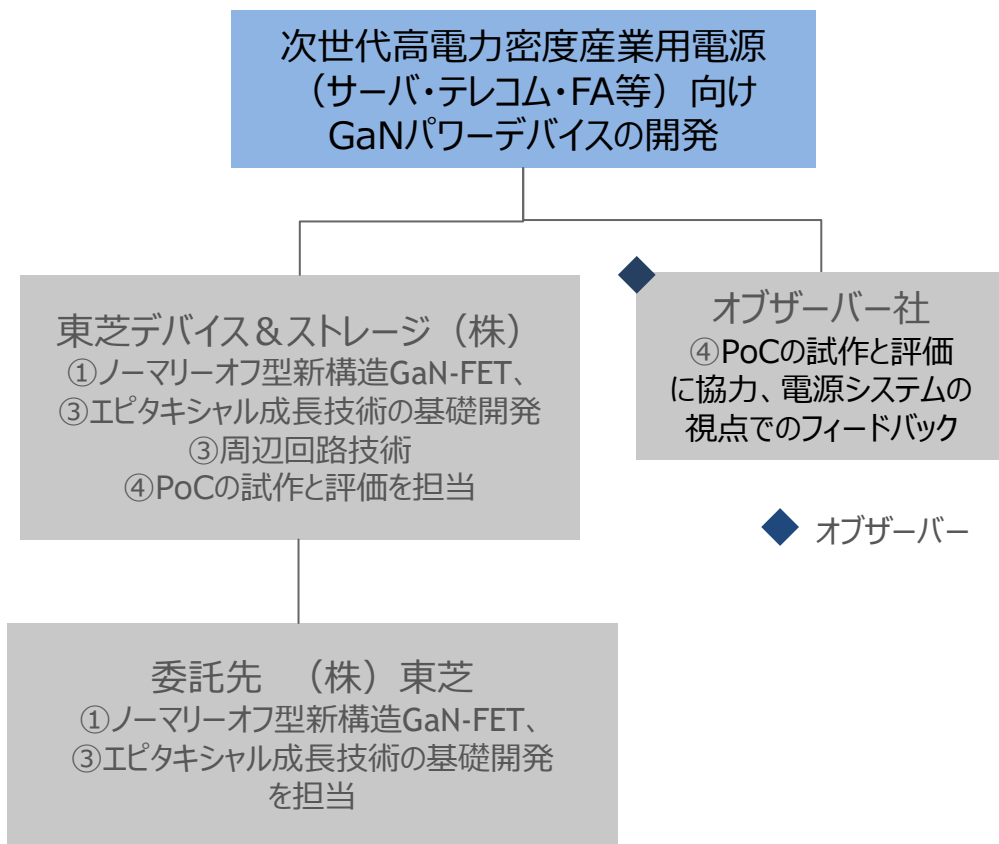 次世代高電力密度産業用電源
（サーバ・テレコム・FA等）向け
GaNパワーデバイスの開発
東芝デバイス＆ストレージ（株）
①ノーマリーオフ型新構造GaN-FET、
③エピタキシャル成長技術の基礎開発
③周辺回路技術
④PoCの試作と評価を担当
オブザーバー社
④PoCの試作と評価
に協力、電源システムの
視点でのフィードバック
オブザーバー
委託先　（株）東芝
①ノーマリーオフ型新構造GaN-FET、
③エピタキシャル成長技術の基礎開発
を担当